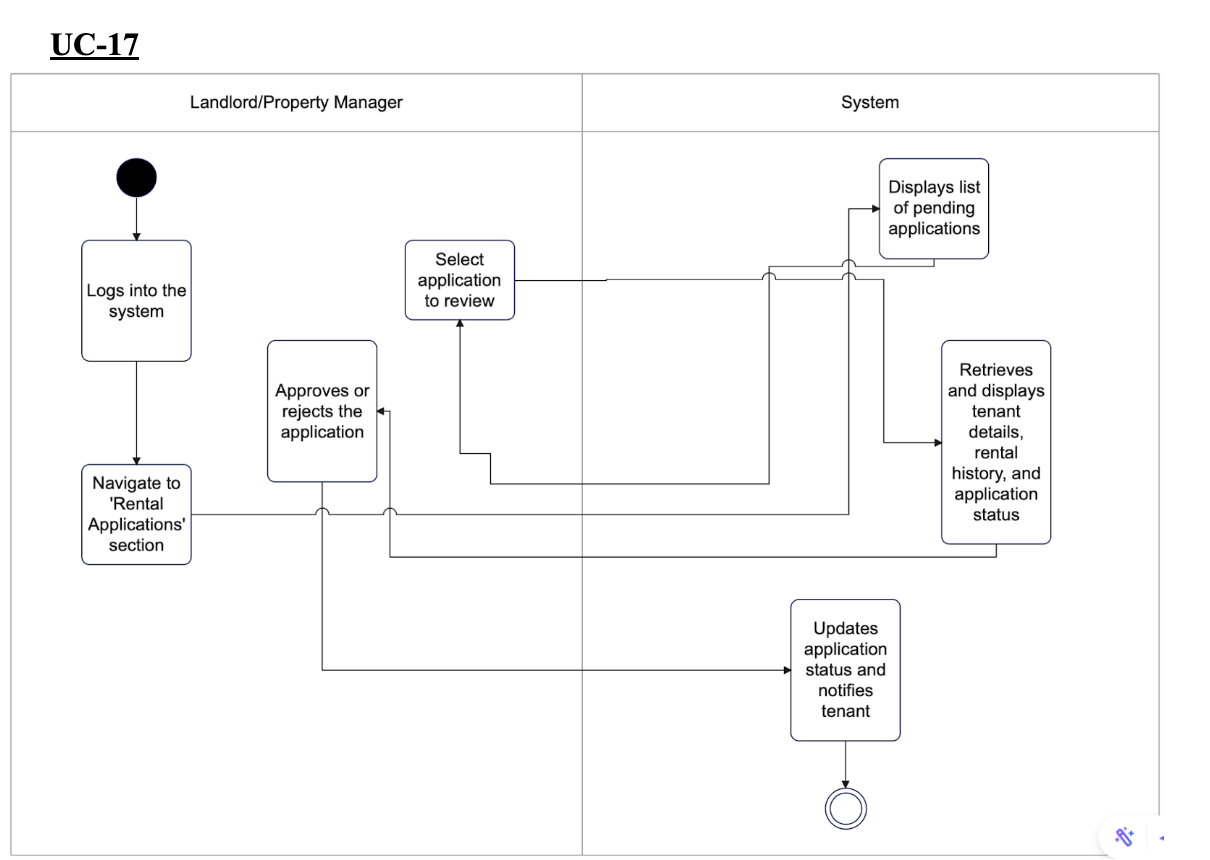 UC-17
Landlord/Property Manager
System
Logs into the
system
Navigate to
'Rental
Applications'
section
Displays list
of pending
applications
Select
application
to review
Retrieves
and displays
tenant
details,
rental
history, and
application
status
Approves or
rejects the
application
Updates
application
status and
notifies
tenant